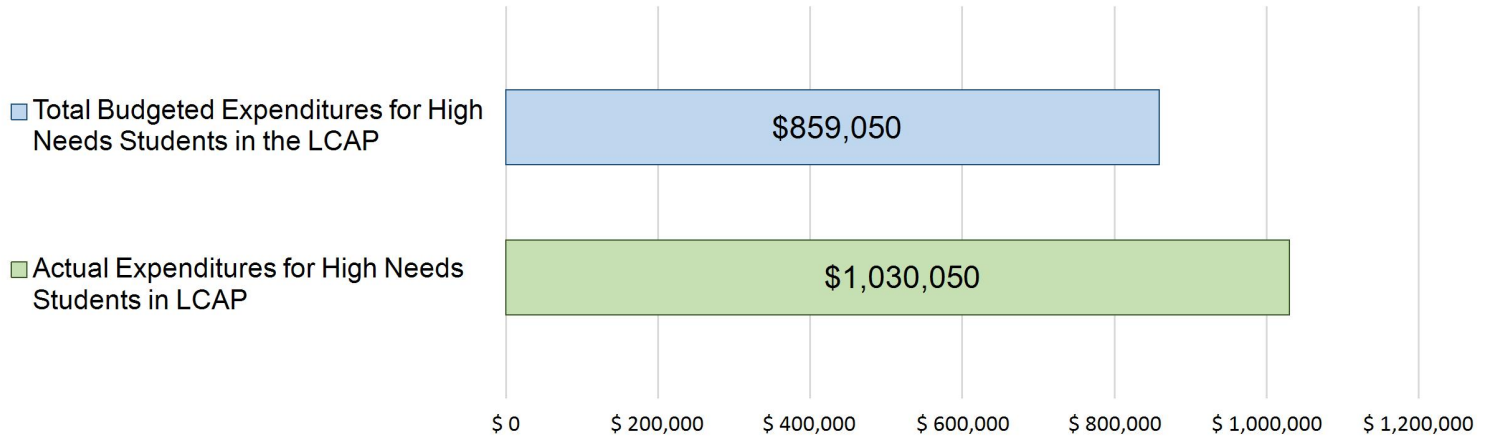 Total Budgeted Expenditures for High
Needs Students in the LCAP
$859,050
Actual Expenditures for High Needs
Students in LCAP
$1,030,050
$ 0
$ 200,000
$ 400,000
$ 600,000
$ 800,000
$ 1,000,000
$ 1,200,000